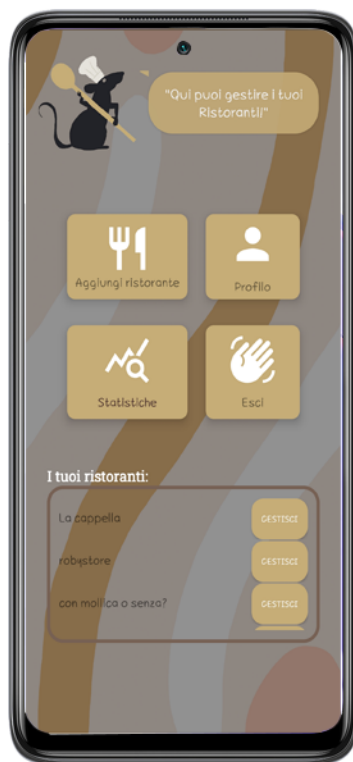 "Qui puoi gestire i tuoi
Ristoranti!"
Aggiungi ristorante
Profilo
Statistiche
Esci
I tuoi ristoranti:
La cappella
GESTISCI
robystore
GESTISCI
con mollica o senza?
GESTISCI